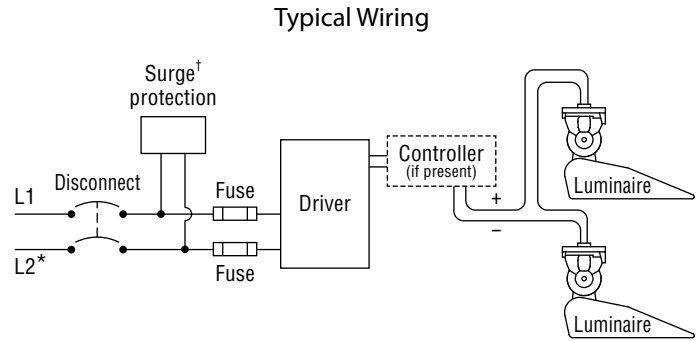 Typical Wiring
Surge†
protection
Disconnect
L1
L2*
Fuse
Fuse
Driver
Controller
(if present)
+
–
Luminaire
Luminaire